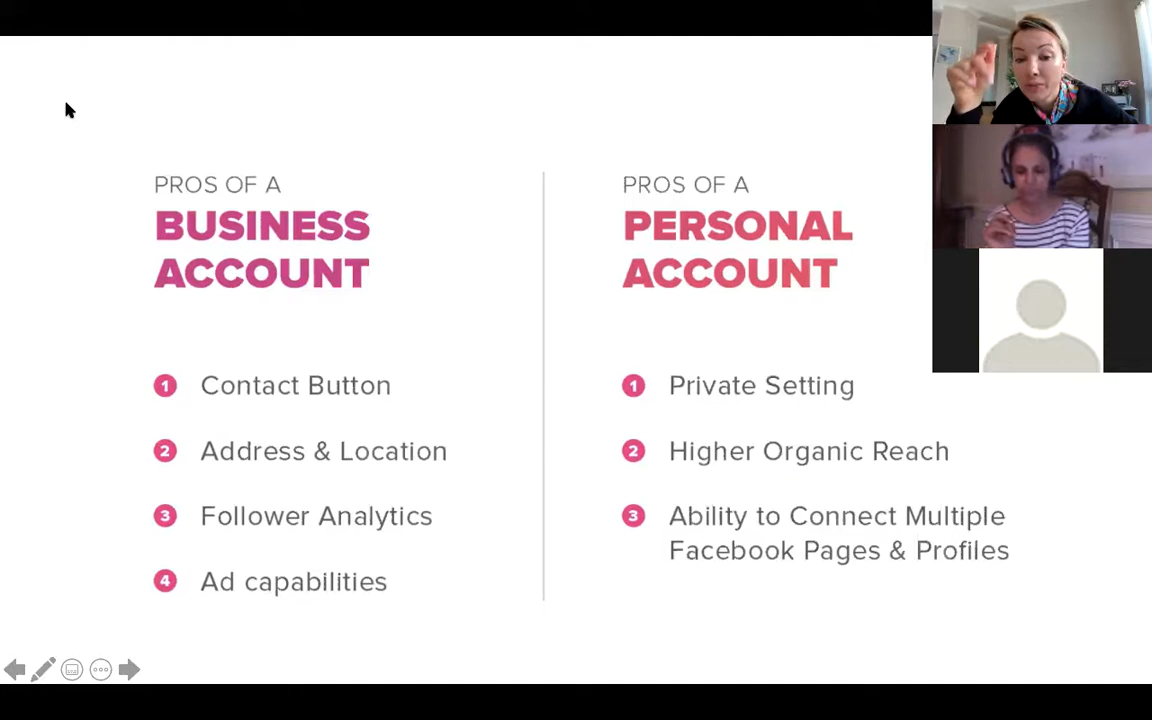 PROS OF A
BUSINESS
ACCOUNT
1 Contact Button
2 Address & Location
3 Follower Analytics
4 Ad capabilities
PROS OF A
PERSONAL
ACCOUNT
1 Private Setting
2 Higher Organic Reach
3 Ability to Connect Multiple
Facebook Pages & Profiles